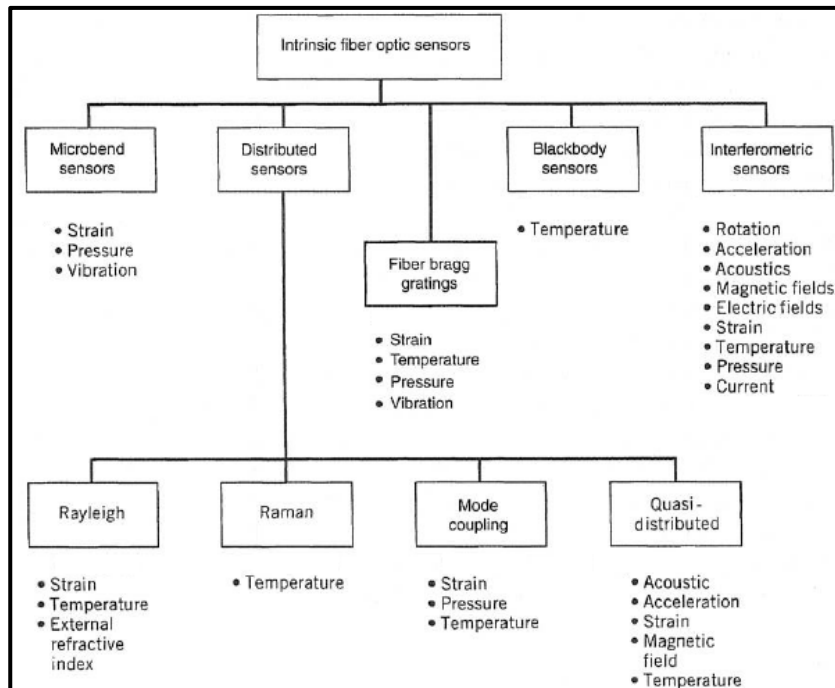 Intrinsic fiber optic sensors
Microbend
sensors
• Strain
• Pressure
• Vibration
Distributed
sensors
Fiber bragg
gratings
• Strain
• Temperature
• Pressure
• Vibration
Blackbody
sensors
• Temperature
Interferometric
sensors
• Rotation
• Acceleration
• Acoustics
• Magnetic fields
• Electric fields
• Strain
• Temperature
• Pressure
• Current
Rayleigh
• Strain
• Temperature
• External
refractive
index
Raman
• Temperature
Mode
coupling
• Strain
• Pressure
• Temperature
Quasi-
distributed
• Acoustic
• Acceleration
• Strain
• Magnetic
field
• Temperature